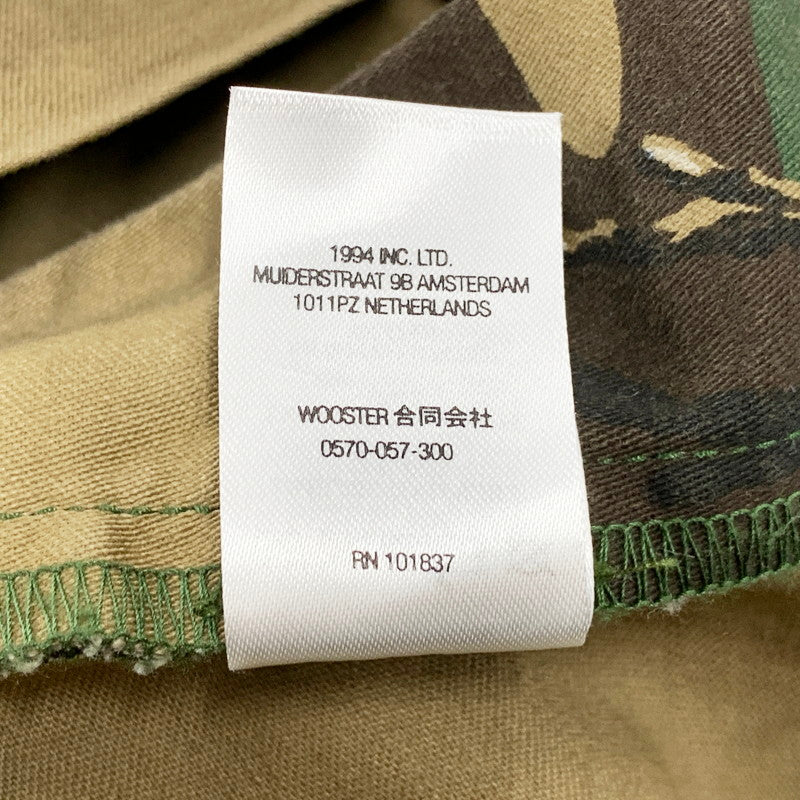 1994 INC. LTD.
MUIDERSTRAAT 9B AMSTERDAM
1011PZ NETHERLANDS
WOOSTER 合同会社
0570-057-300
RN 101837